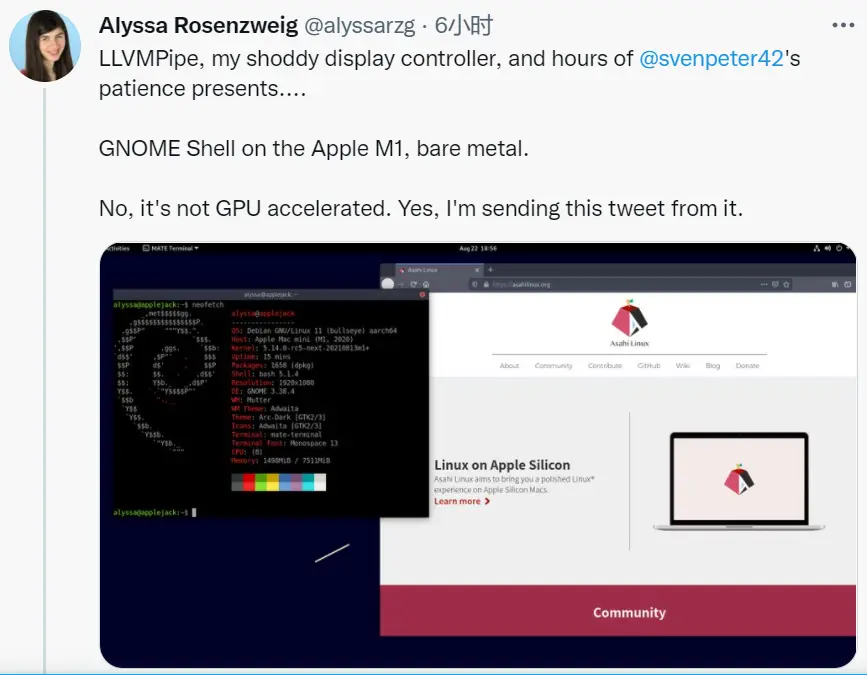 Alyssa Rosenzweig @alyssarzg · 6小时
LLVMPipe, my shoddy display controller, and hours of @svenpeter42's
patience presents....
GNOME Shell on the Apple M1, bare metal.
No, it's not GPU accelerated. Yes, I'm sending this tweet from it.
Activities MATE Terminal Aug 22 18:56
Asahi Linux
https://asahilinux.org
alyssa@applejack: ~
alyssa@applejack:~$ neofetch
alyssa@applejack
OS: Debian GNU/Linux 11 (bullseye) aarch64
Host: Apple Mac mini (M1, 2020)
Kernel: 5.14.0-rc5-next-20210813m1+
Uptime: 15 mins
Packages: 1658 (dpkg)
Shell: bash 5.1.4
Resolution: 1920x1080
DE: GNOME 3.38.4
WM: Mutter
WM Theme: Adwaita
Theme: Arc-Dark [GTK2/3]
Icons: Adwaita [GTK2/3]
Terminal: mate-terminal
Terminal Font: Monospace 13
CPU: (8)
Memory: 1498MiB / 7511MiB
alyssa@applejack:~$
Asahi Linux
About Community Contribute GitHub Wiki Blog Donate
Linux on Apple Silicon
Asahi Linux aims to bring you a polished Linux*
experience on Apple Silicon Macs.
Learn more
Community